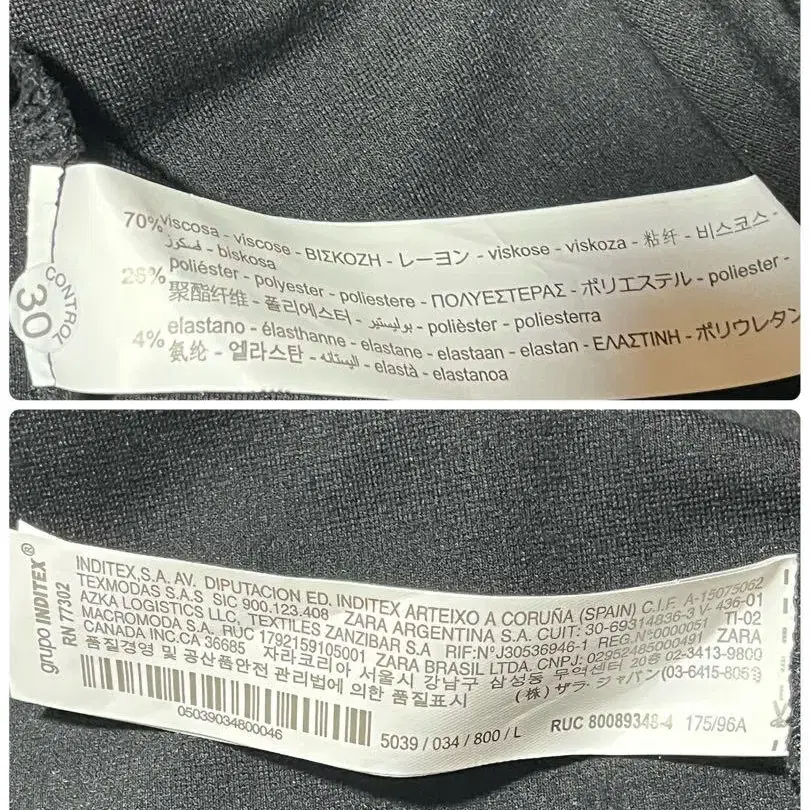 70% viscosa - viscose - ΒΙΣΚΟΖΗ - レーヨン - viskose - viskoza - 粘纤 - 비스코스 -
فسكوز - biskosa
26% poliéster - polyester - poliestere - ΠΟΛΥΕΣΤΕΡΑΣ - ポリエステル - poliester -
聚酯纤维 - 폴리에스터 - بوليستير - polièster - poliesterra
4% elastano - élasthanne - elastane - elastaan - elastan - ΕΛΑΣΤΙΝΗ - ポリウレタン
氨纶 - 엘라스탄 - اليستانه - elastà - elastanoa
CONTROL
30
grupo INDITEX®
RN 77302
INDITEX,S.A, AV. DIPUTACION ED. INDITEX ARTEIXO A CORUÑA (SPAIN) C.I.F. A-15075062
TEXMODAS S.A.S SIC 900.123.408 ZARA ARGENTINA S.A. CUIT: 30-69314836-3 V- 436-01
AZKA LOGISTICS LLC, TEXTILES ZANZIBAR S.A RIF:N°J30536946-1 REG.N°0000051 TI-02
MACROMODA S.A. RUC 1792159105001 ZARA BRASIL LTDA. CNPJ: 02952485000491 ZARA
CANADA INC.CA 36685 자라코리아 서울시 강남구 삼성동 무역센터 20층 02-3413-9800
품질경영 및 공산품안전 관리법에 의한 품질표시 (株) ザラ・ジャパン(03-6415-8059
05039034800046 5039 / 034 / 800 / L RUC 80089348-4 175/96A